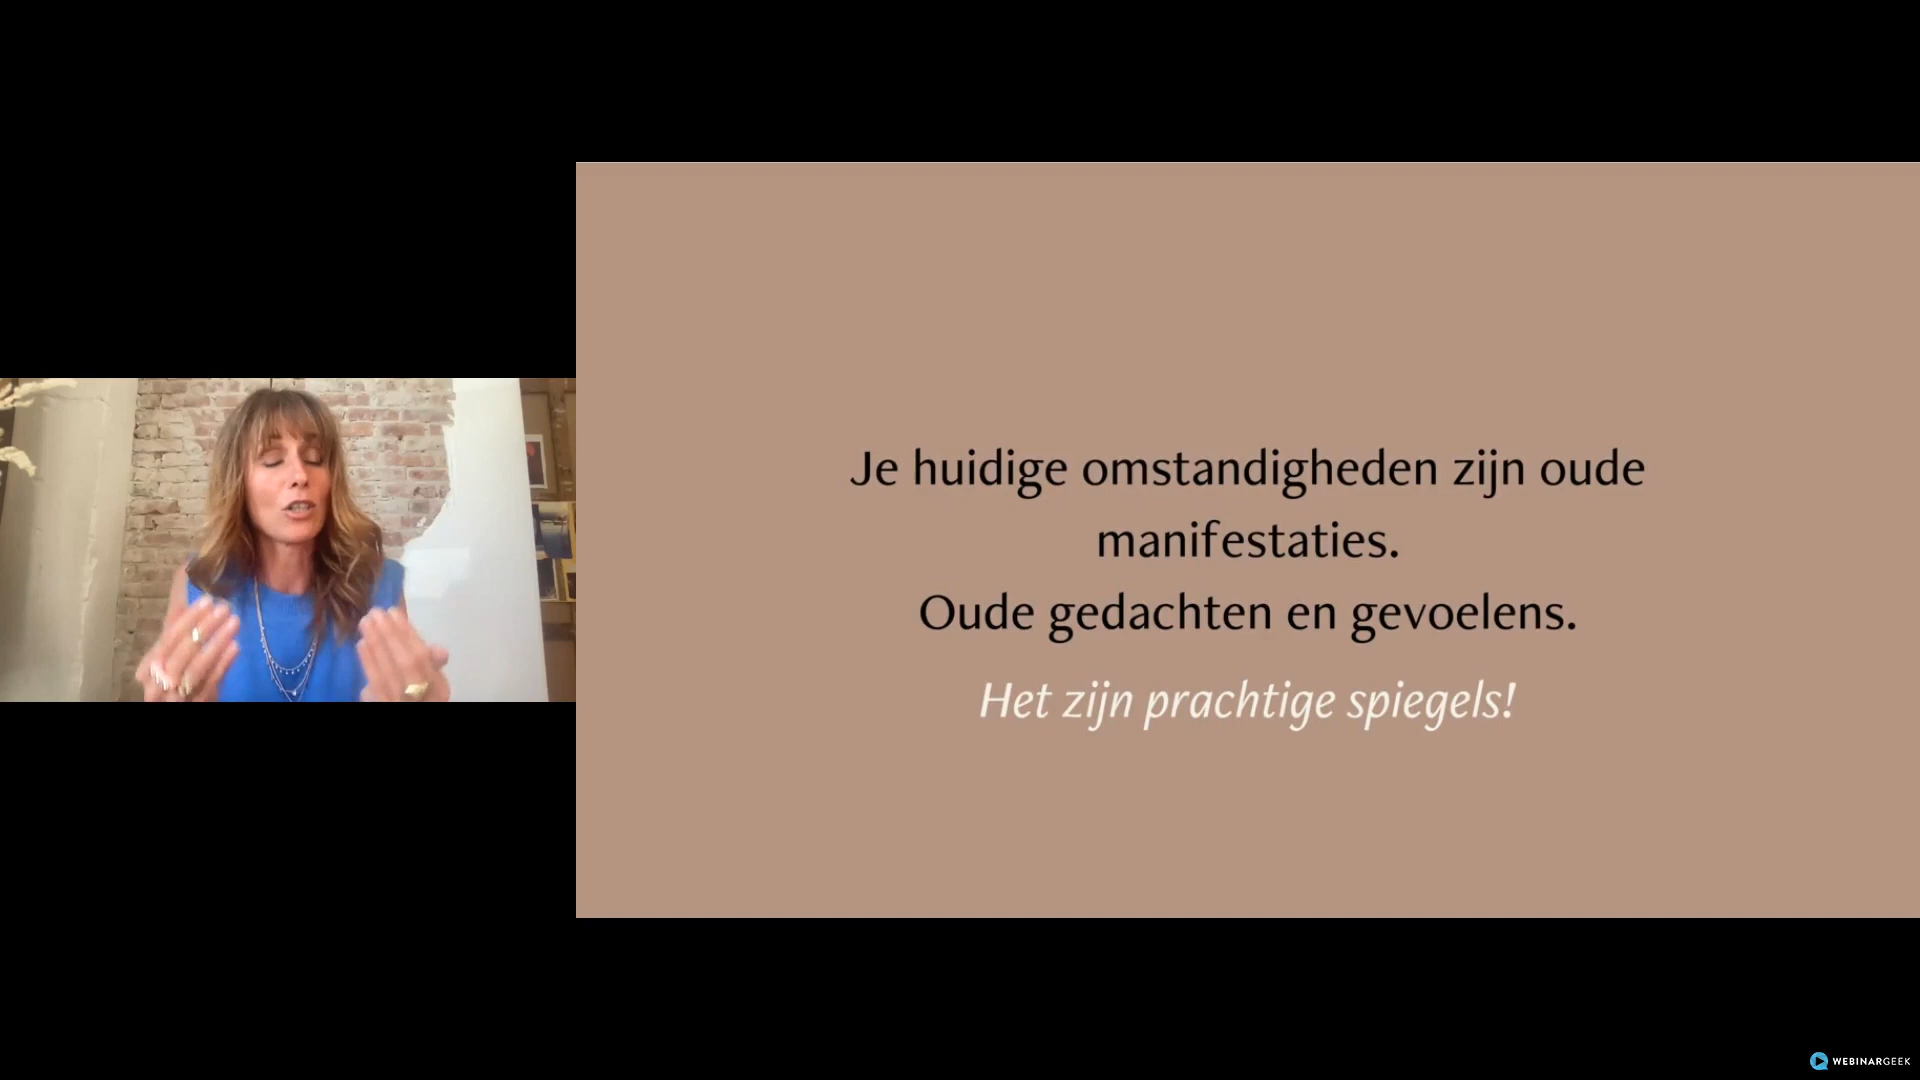 Je huidige omstandigheden zijn oude
manifestaties.
Oude gedachten en gevoelens.
Het zijn prachtige spiegels!
WEBINARGEEK